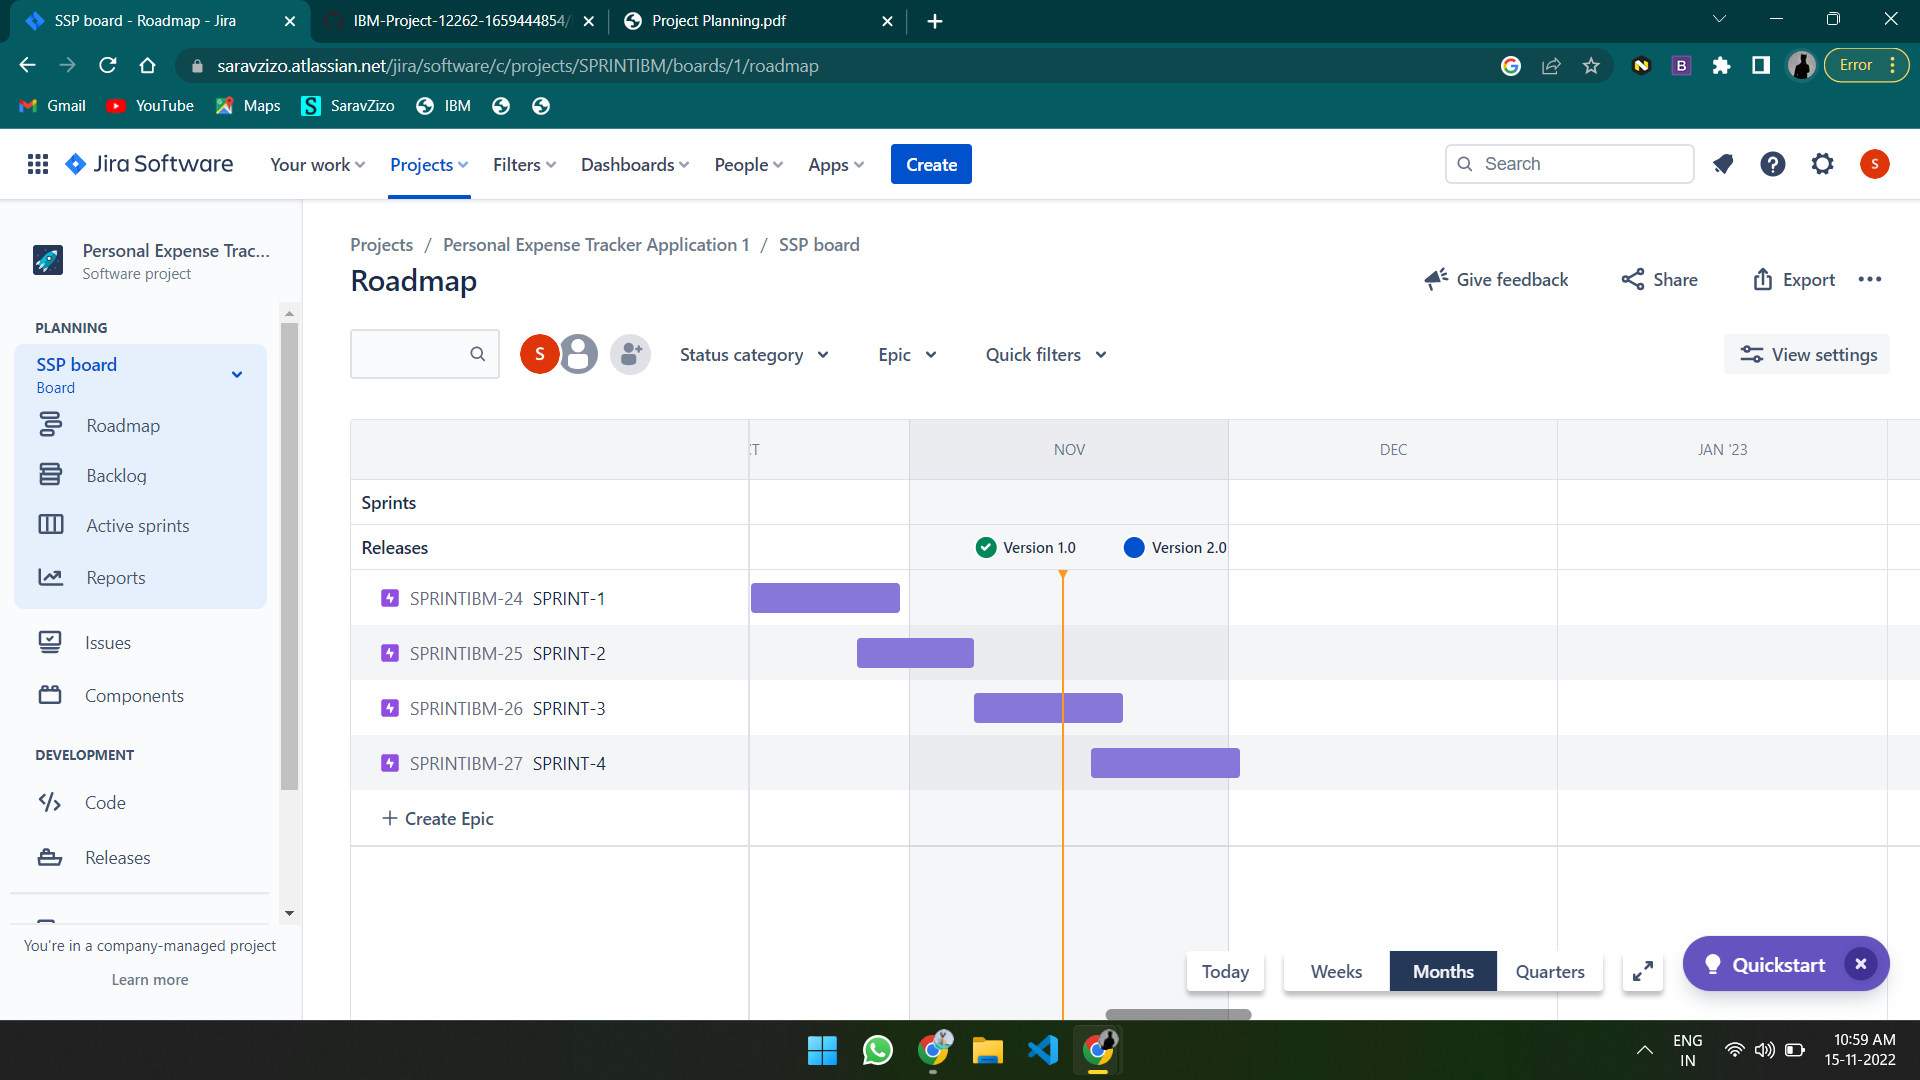 SSP board - Roadmap - Jira
IBM-Project-12262-1659444854/
Project Planning.pdf
saravzizo.atlassian.net/jira/software/c/projects/SPRINTIBM/boards/1/roadmap
Error
Gmail
YouTube
Maps
SaravZizo
IBM
Jira Software
Your work
Projects
Filters
Dashboards
People
Apps
Create
Search
S
Personal Expense Trac...
Software project
PLANNING
SSP board
Board
Roadmap
Backlog
Active sprints
Reports
Issues
Components
DEVELOPMENT
Code
Releases
You're in a company-managed project
Learn more
Projects / Personal Expense Tracker Application 1 / SSP board
Roadmap
Give feedback
Share
Export
S
Status category
Epic
Quick filters
View settings
NOV
DEC
JAN '23
Sprints
Releases
Version 1.0
Version 2.0
SPRINTIBM-24 SPRINT-1
SPRINTIBM-25 SPRINT-2
SPRINTIBM-26 SPRINT-3
SPRINTIBM-27 SPRINT-4
+ Create Epic
Today
Weeks
Months
Quarters
Quickstart
ENG
IN
10:59 AM
15-11-2022